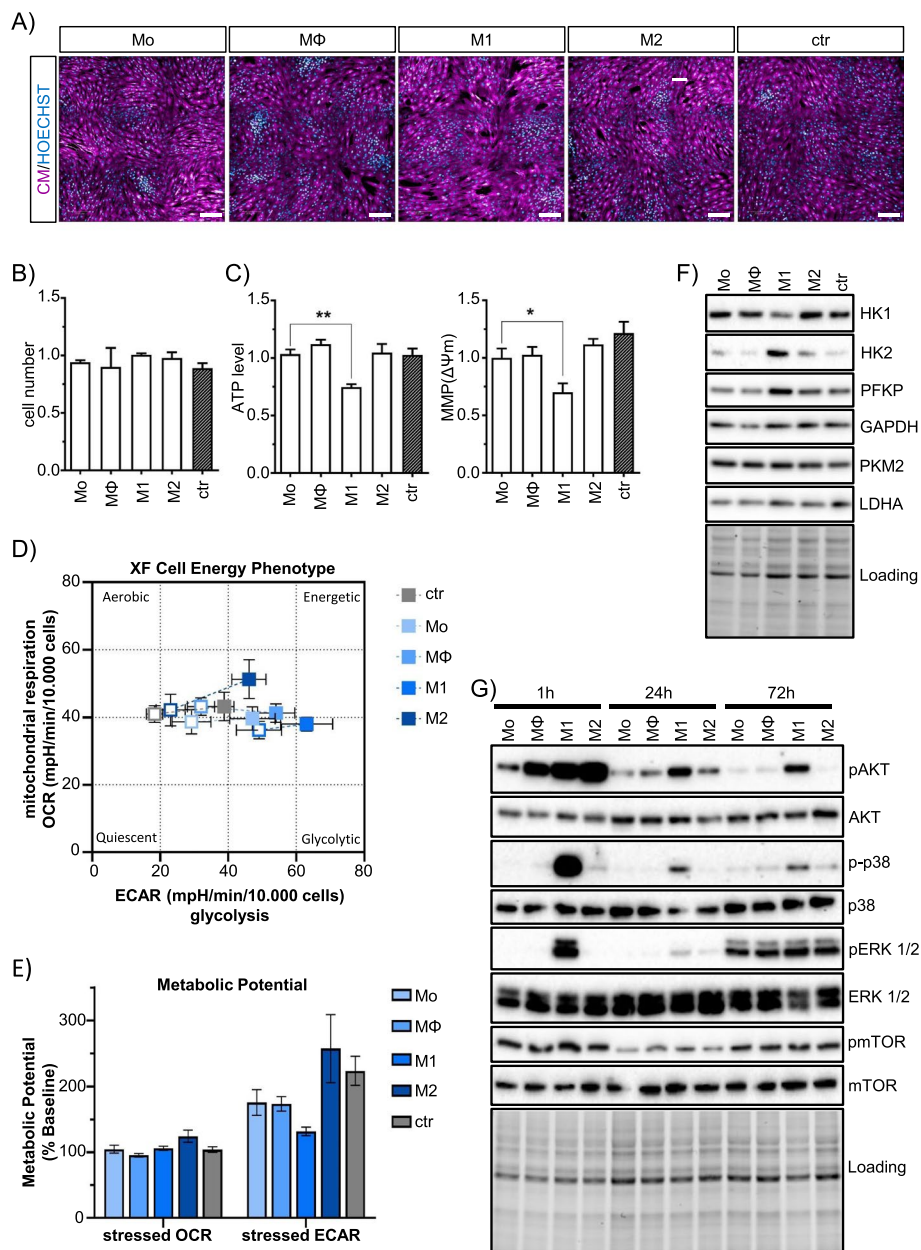 A)
Mo MΦ M1 M2 ctr
CM/HOECHST
B)
cell number
1.5
1.0
0.5
0.0
Mo MΦ M1 M2 ctr
C)
ATP level
1.5
1.0
0.5
0.0
**
Mo MΦ M1 M2 ctr
MMP(ΔΨm)
1.5
1.0
0.5
0.0
*
Mo MΦ M1 M2 ctr
D)
XF Cell Energy Phenotype
mitochondrial respiration
OCR (mpH/min/10.000 cells)
80
60
40
20
0
Aerobic Energetic
Quiescent Glycolytic
0 20 40 60 80
ECAR (mpH/min/10.000 cells)
glycolysis
ctr
Mo
MΦ
M1
M2
E)
Metabolic Potential
Metabolic Potential
(% Baseline)
300
200
100
0
stressed OCR stressed ECAR
Mo
MΦ
M1
M2
ctr
F)
Mo MΦ M1 M2 ctr
HK1
HK2
PFKP
GAPDH
PKM2
LDHA
Loading
G)
1h 24h 72h
Mo MΦ M1 M2 Mo MΦ M1 M2 Mo MΦ M1 M2
pAKT
AKT
p-p38
p38
pERK 1/2
ERK 1/2
pmTOR
mTOR
Loading